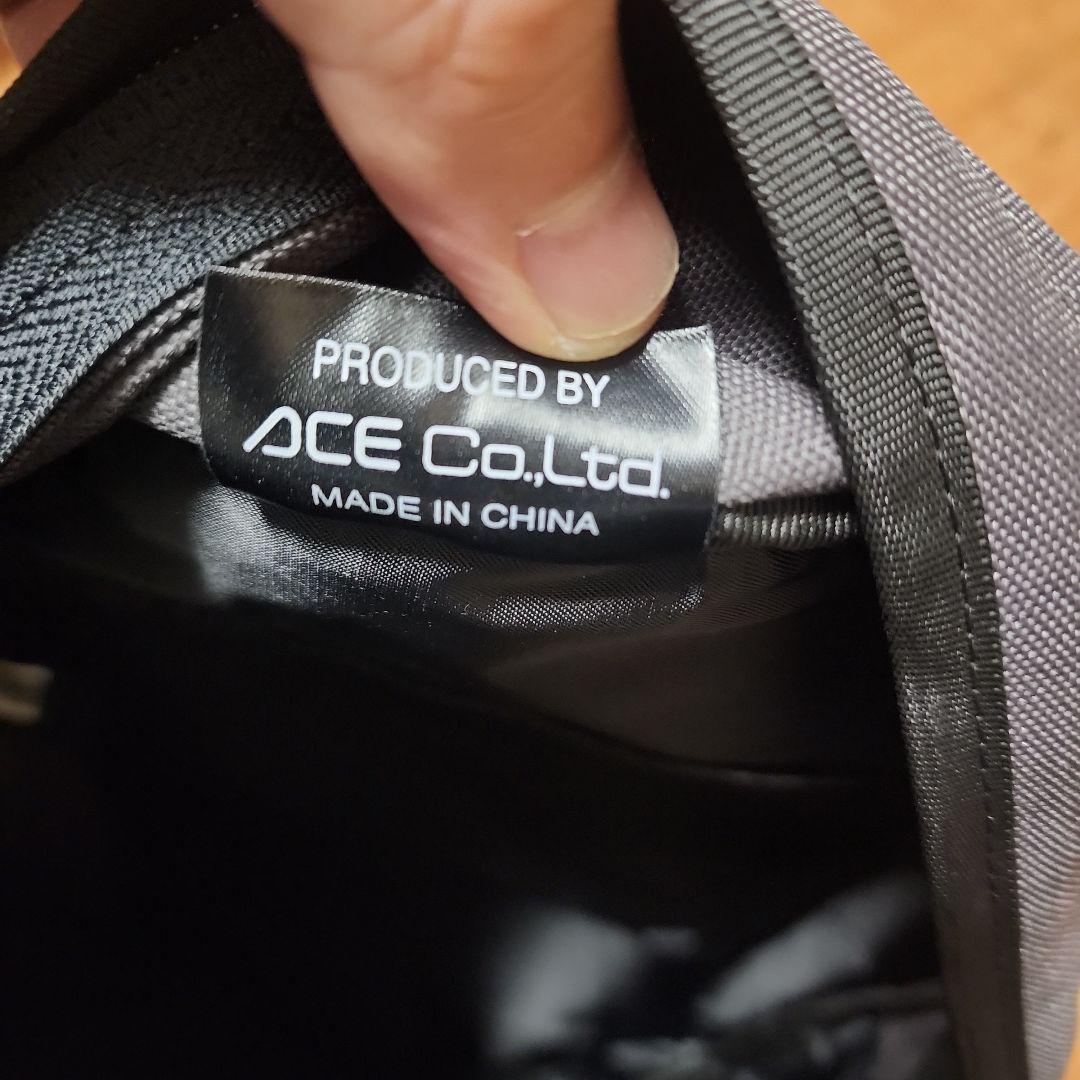 PRODUCED BY
ACE Co.,Ltd.
MADE IN CHINA